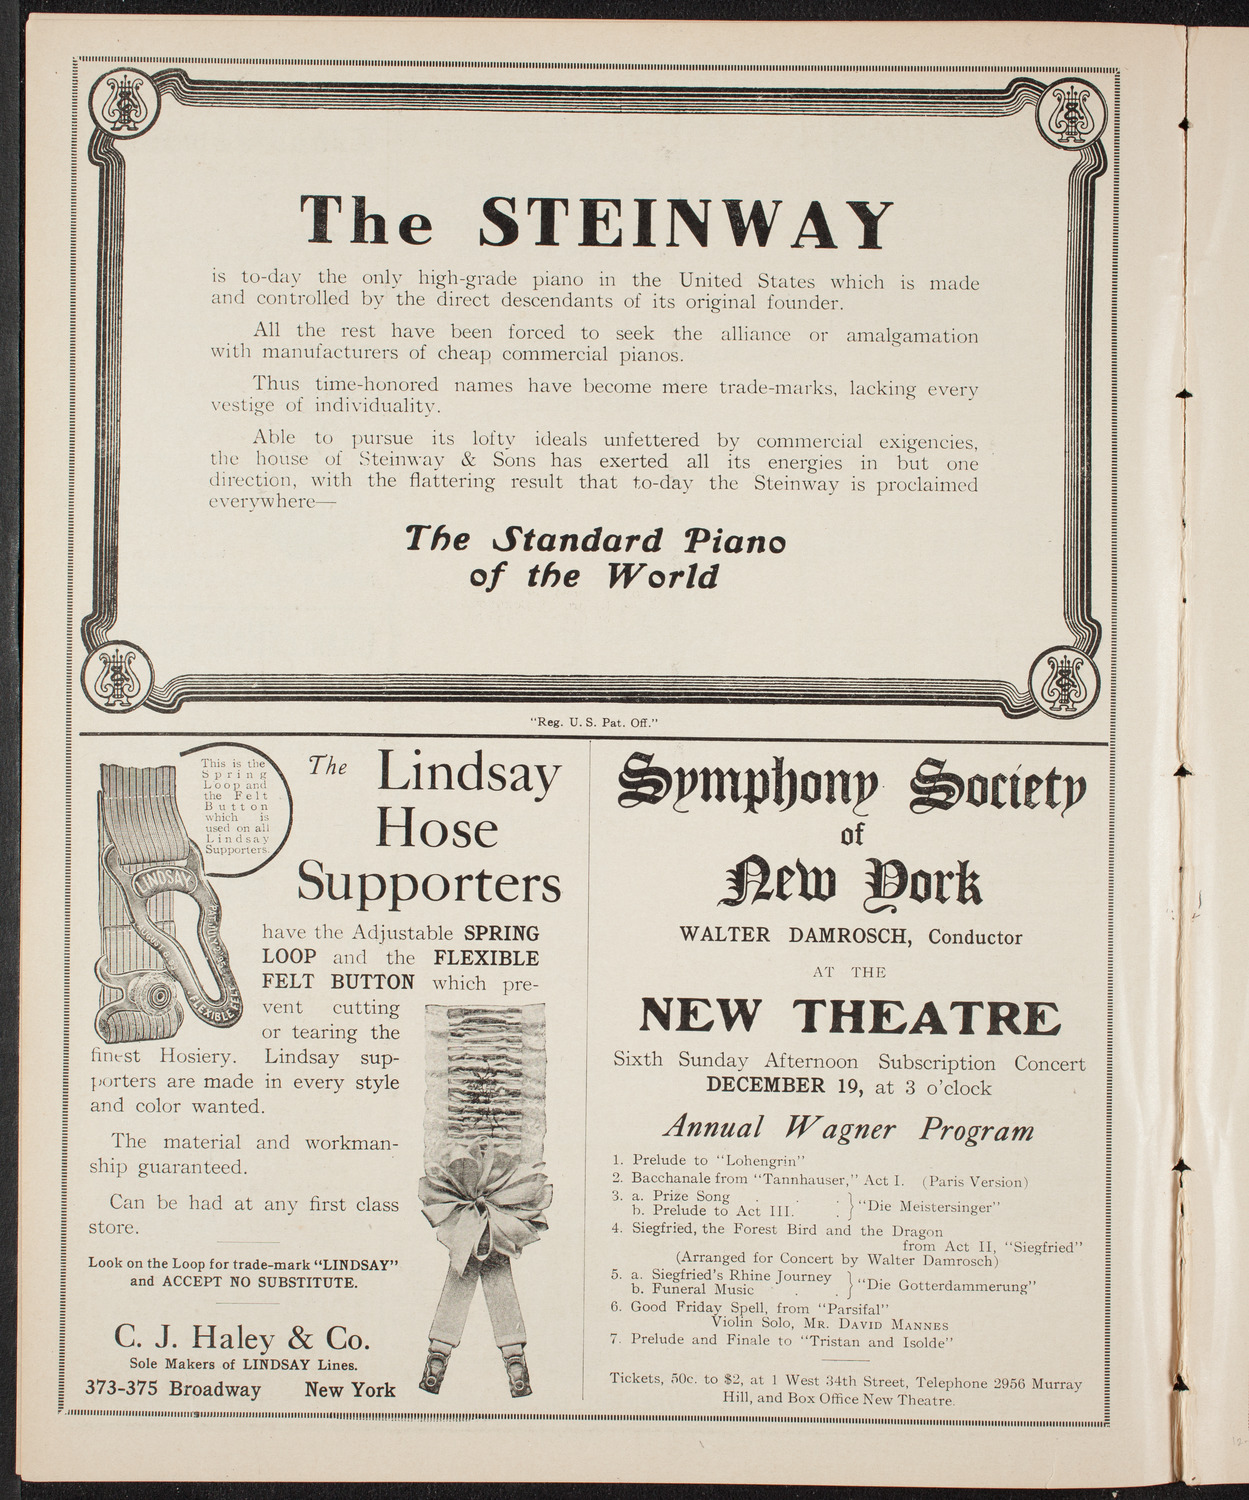 The STEINWAY
is to-day the only high-grade piano in the United States which is made
and controlled by the direct descendants of its original founder.
All the rest have been forced to seek the alliance or amalgamation
with manufacturers of cheap commercial pianos.
Thus time-honored names have become mere trade-marks, lacking every
vestige of individuality.
Able to pursue its lofty ideals unfettered by commercial exigencies,
the house of Steinway & Sons has exerted all its energies in but one
direction, with the flattering result that to-day the Steinway is proclaimed
everywhere—
The Standard Piano
of the World
"Reg. U. S. Pat. Off."
This is the
Spring
Loop and
the Felt
Button
which is
used on all
Lindsay
Supporters.
The Lindsay
Hose
Supporters
LINDSAY
FLEXIBLE FELT
have the Adjustable SPRING
LOOP and the FLEXIBLE
FELT BUTTON which pre-
vent cutting
or tearing the
finest Hosiery. Lindsay sup-
porters are made in every style
and color wanted.
The material and workman-
ship guaranteed.
Can be had at any first class
store.
Look on the Loop for trade-mark "LINDSAY"
and ACCEPT NO SUBSTITUTE.
C. J. Haley & Co.
Sole Makers of LINDSAY Lines.
373-375 Broadway New York
Symphony Society
of
New York
WALTER DAMROSCH, Conductor
AT THE
NEW THEATRE
Sixth Sunday Afternoon Subscription Concert
DECEMBER 19, at 3 o'clock
Annual Wagner Program
1. Prelude to "Lohengrin"
2. Bacchanale from "Tannhauser," Act I. (Paris Version)
3. a. Prize Song . . . } "Die Meistersinger"
b. Prelude to Act III. . .
4. Siegfried, the Forest Bird and the Dragon
from Act II, "Siegfried"
(Arranged for Concert by Walter Damrosch)
5. a. Siegfried's Rhine Journey } "Die Gotterdammerung"
b. Funeral Music . . .
6. Good Friday Spell, from "Parsifal"
Violin Solo, MR. DAVID MANNES
7. Prelude and Finale to "Tristan and Isolde"
Tickets, 50c. to $2, at 1 West 34th Street, Telephone 2956 Murray
Hill, and Box Office New Theatre.